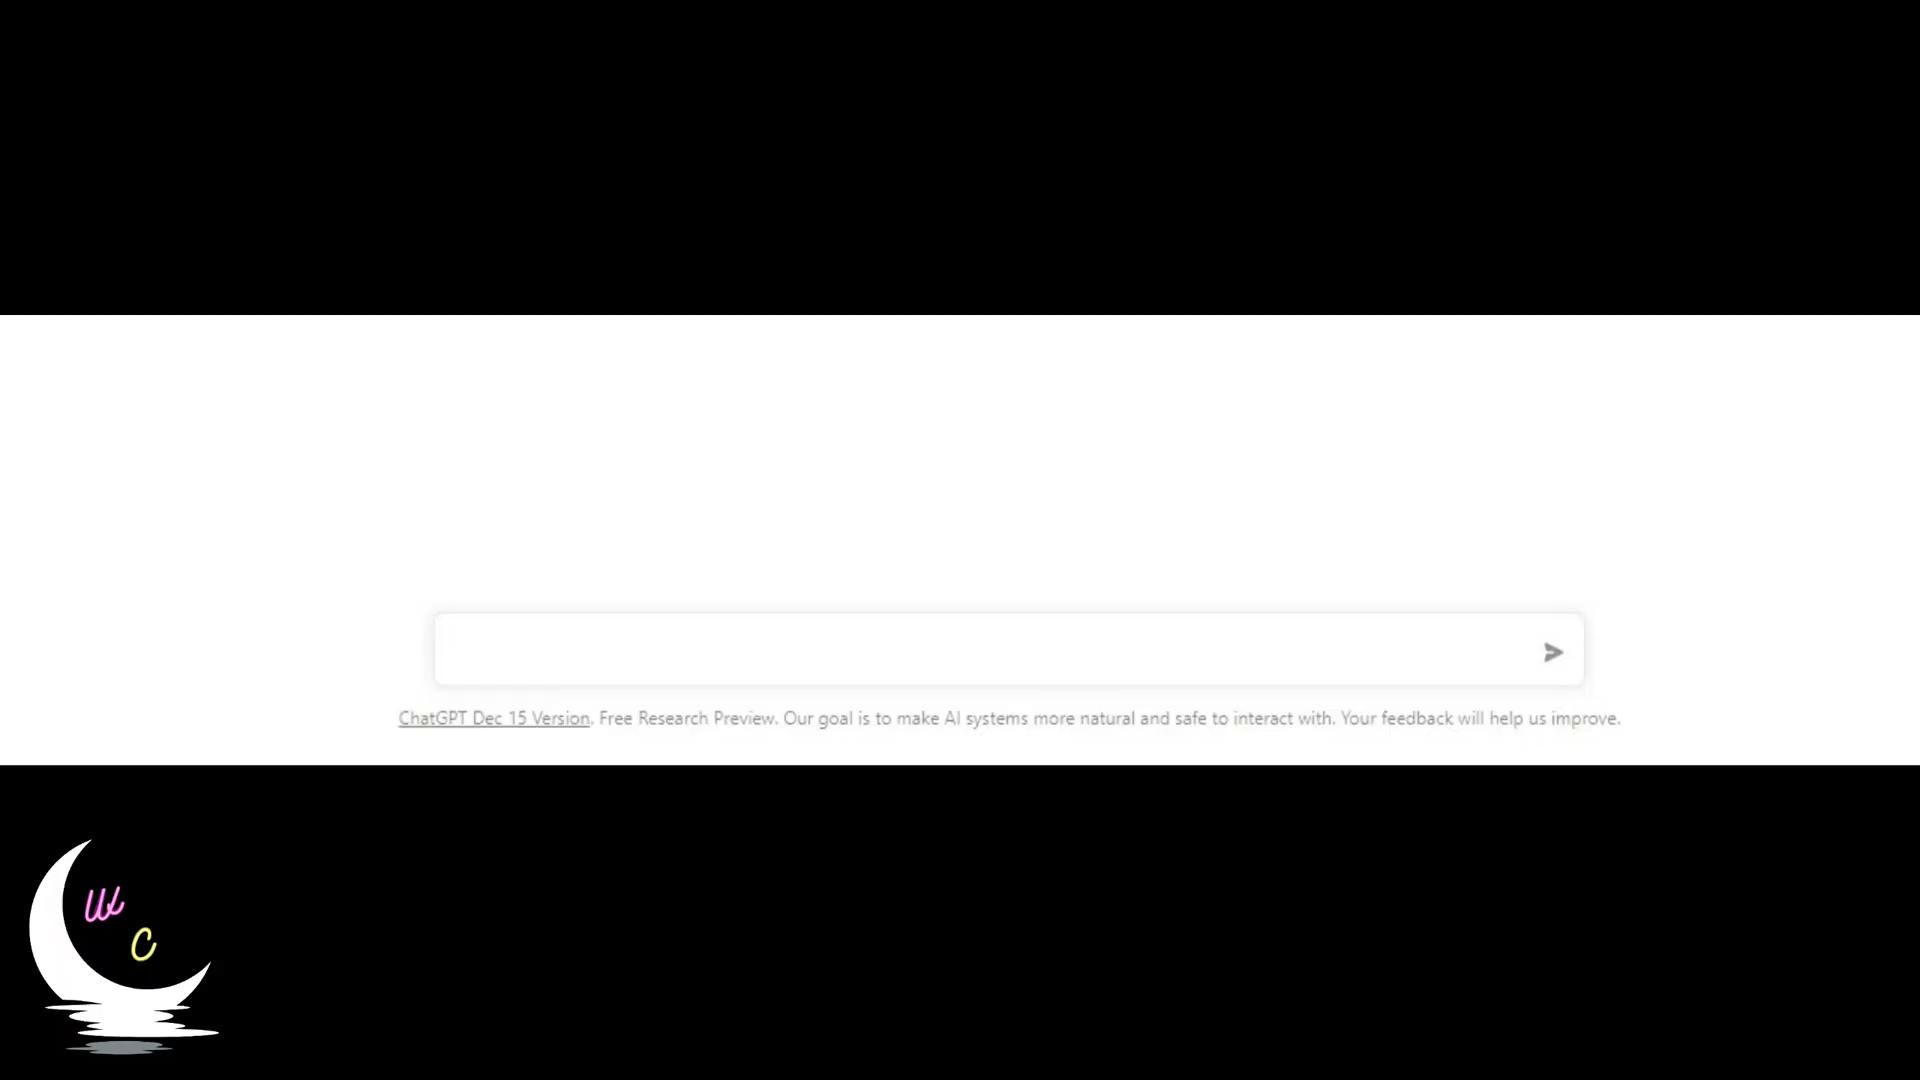 ChatGPT Dec 15 Version. Free Research Preview. Our goal is to make AI systems more natural and safe to interact with. Your feedback will help us improve.
W
C